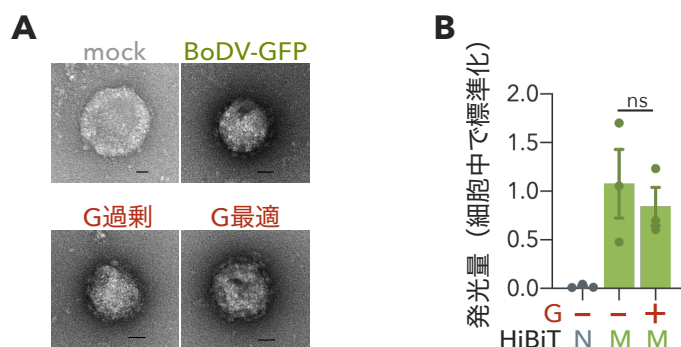 A
mock
BoDV-GFP
G過剰
G最適
B
発光量（細胞中で標準化）
2.0
1.5
1.0
0.5
0.0
ns
G − − +
HiBiT N M M